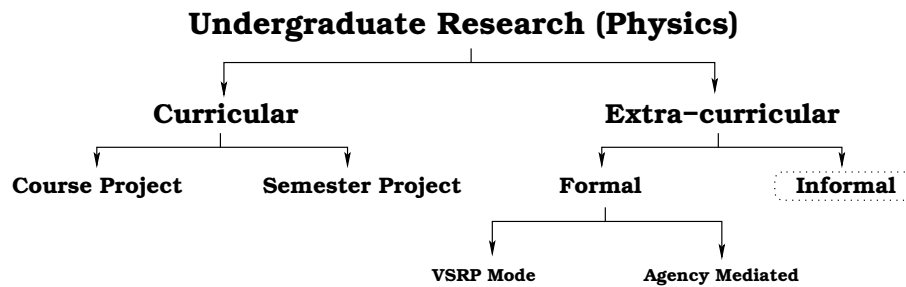 Undergraduate Research (Physics)
Curricular
Extra-curricular
Course Project
Semester Project
Formal
Informal
VSRP Mode
Agency Mediated